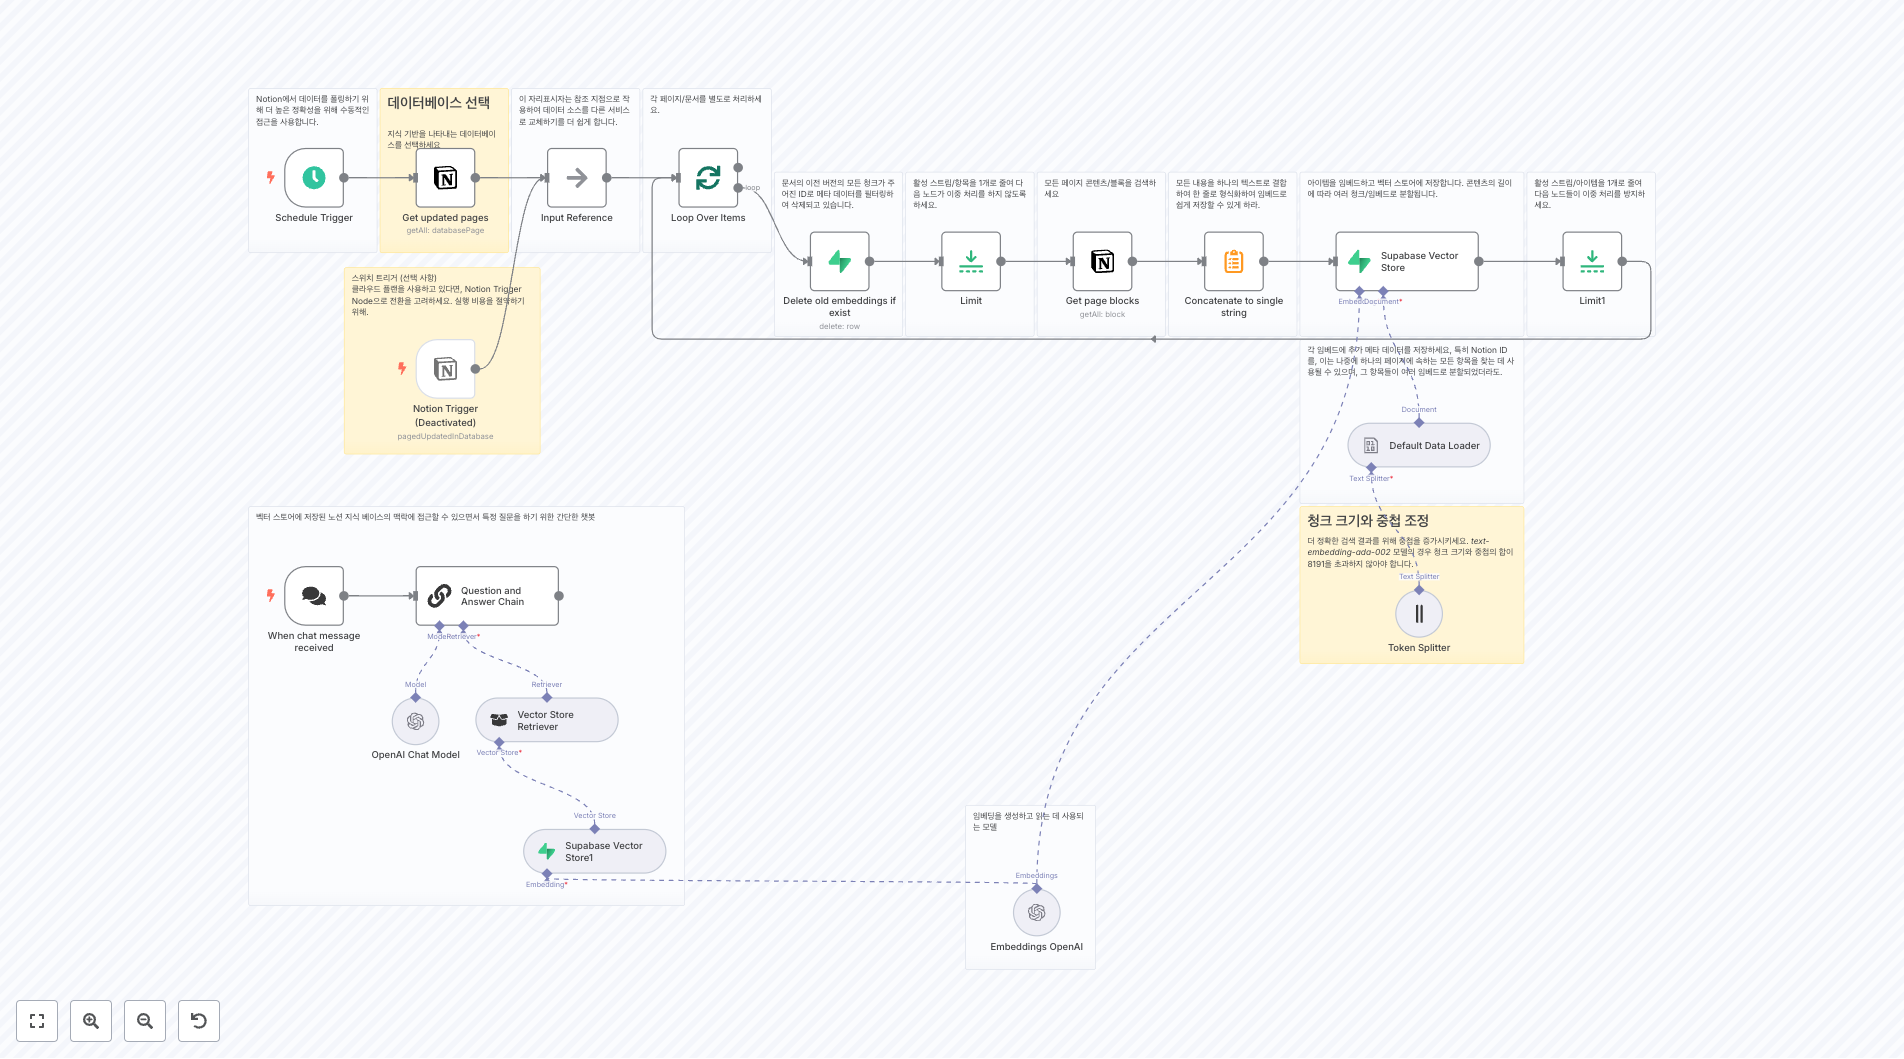 Notion에서 데이터를 폴링하기 위
해 더 높은 정확성을 위해 수동적인
접근을 사용합니다.
Schedule Trigger
데이터베이스 선택
지식 기반을 나타내는 데이터베이
스를 선택하세요
Get updated pages
getAll: databasePage
이 자리표시자는 참조 지점으로 작
용하여 데이터 소스를 다른 서비스
로 교체하기를 더 쉽게 합니다.
Input Reference
각 페이지/문서를 별도로 처리하세
요.
loop
Loop Over Items
문서의 이전 버전의 모든 청크가 주
어진 ID로 메타 데이터를 필터링하
여 삭제되고 있습니다.
Delete old embeddings if
exist
delete: row
활성 스트림/항목을 1개로 줄여 다
음 노드가 이중 처리를 하지 않도록
하세요.
Limit
모든 페이지 콘텐츠/블록을 검색하
세요
Get page blocks
getAll: block
모든 내용을 하나의 텍스트로 결합
하여 한 줄로 형식화하여 임베드로
쉽게 저장할 수 있게 하라.
Concatenate to single
string
아이템을 임베드하고 벡터 스토어에 저장합니다. 콘텐츠의 길이
에 따라 여러 청크/임베드로 분할됩니다.
Supabase Vector
Store
Document*
활성 스트림/아이템을 1개로 줄여
다음 노드들이 이중 처리를 방지하
세요.
Limit1
스위치 트리거 (선택 사항)
클라우드 플랜을 사용하고 있다면, Notion Trigger
Node으로 전환을 고려하세요. 실행 비용을 절약하기
위해.
Notion Trigger
(Deactivated)
pagedUpdatedInDatabase
각 임베드에 추가 메타 데이터를 저장하세요, 특히 Notion ID
를, 이는 나중에 하나의 페이지에 속하는 모든 항목을 찾는 데 사
용될 수 있으며, 그 항목들이 여러 임베드로 분할되었더라도.
Document
Default Data Loader
Text Splitter*
청크 크기와 중첩 조정
더 정확한 검색 결과를 위해 중첩을 증가시키세요. text-
embedding-ada-002 모델의 경우 청크 크기와 중첩의 합이
8191을 초과하지 않아야 합니다.
Text Splitter
Token Splitter
벡터 스토어에 저장된 노션 지식 베이스의 맥락에 접근할 수 있으면서 특정 질문을 하기 위한 간단한 챗봇
When chat message
received
Question and
Answer Chain
Retriever*
Model
OpenAI Chat Model
Retriever
Vector Store
Retriever
Vector Store*
Vector Store
Supabase Vector
Store1
Embedding*
임베딩을 생성하고 읽는 데 사용되
는 모델
Embeddings
Embeddings OpenAI